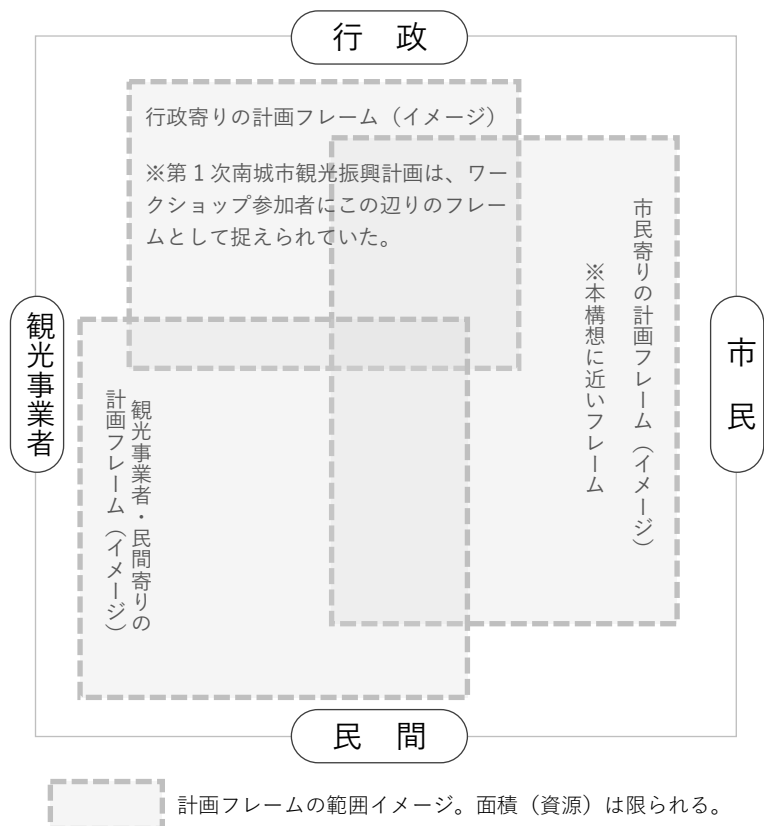 行　政
行政寄りの計画フレーム（イメージ）
※第１次南城市観光振興計画は、ワー
クショップ参加者にこの辺りのフレー
ムとして捉えられていた。
市民寄りの計画フレーム（イメージ）
※本構想に近いフレーム
観光事業者
市　民
観光事業者・民間寄りの
計画フレーム（イメージ）
民　間
計画フレームの範囲イメージ。面積（資源）は限られる。